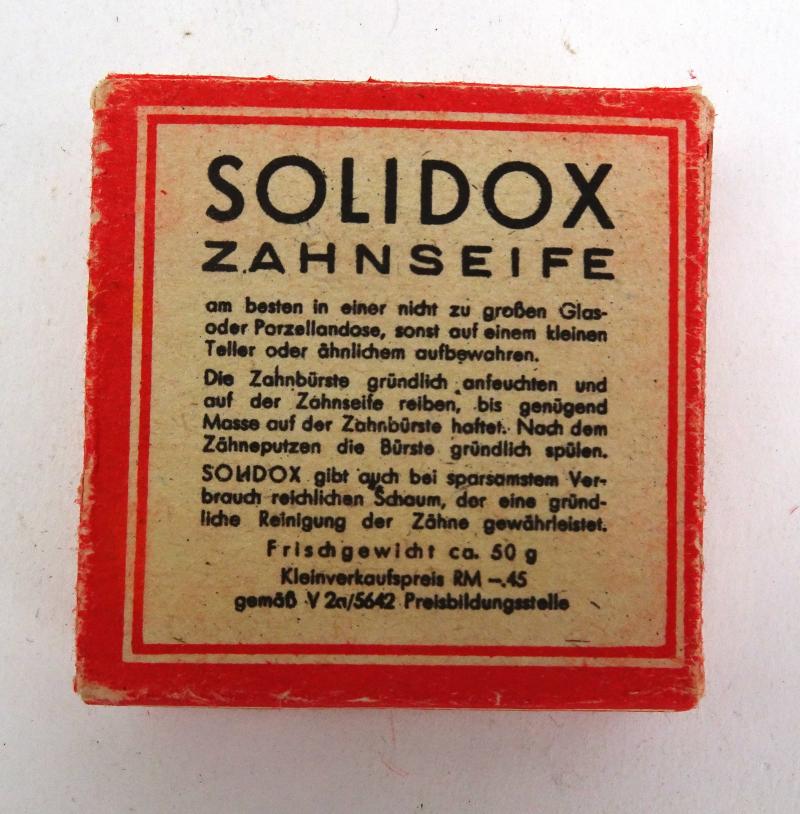 SOLIDOX
ZAHNSEIFE
am besten in einer nicht zu großen Glas-
oder Porzellandose, sonst auf einem kleinen
Teller oder ähnlichem aufbewahren.
Die Zahnbürste gründlich anfeuchten und
auf der Zahnseife reiben, bis genügend
Masse auf der Zahnbürste haftet. Nach dem
Zähneputzen die Bürste gründlich spülen.
SOLIDOX gibt auch bei sparsamstem Ver-
brauch reichlichen Schaum, der eine gründ-
liche Reinigung der Zähne gewährleistet.
Frischgewicht ca. 50 g
Kleinverkaufspreis RM –.45
gemäß V 2a/5642 Preisbildungsstelle